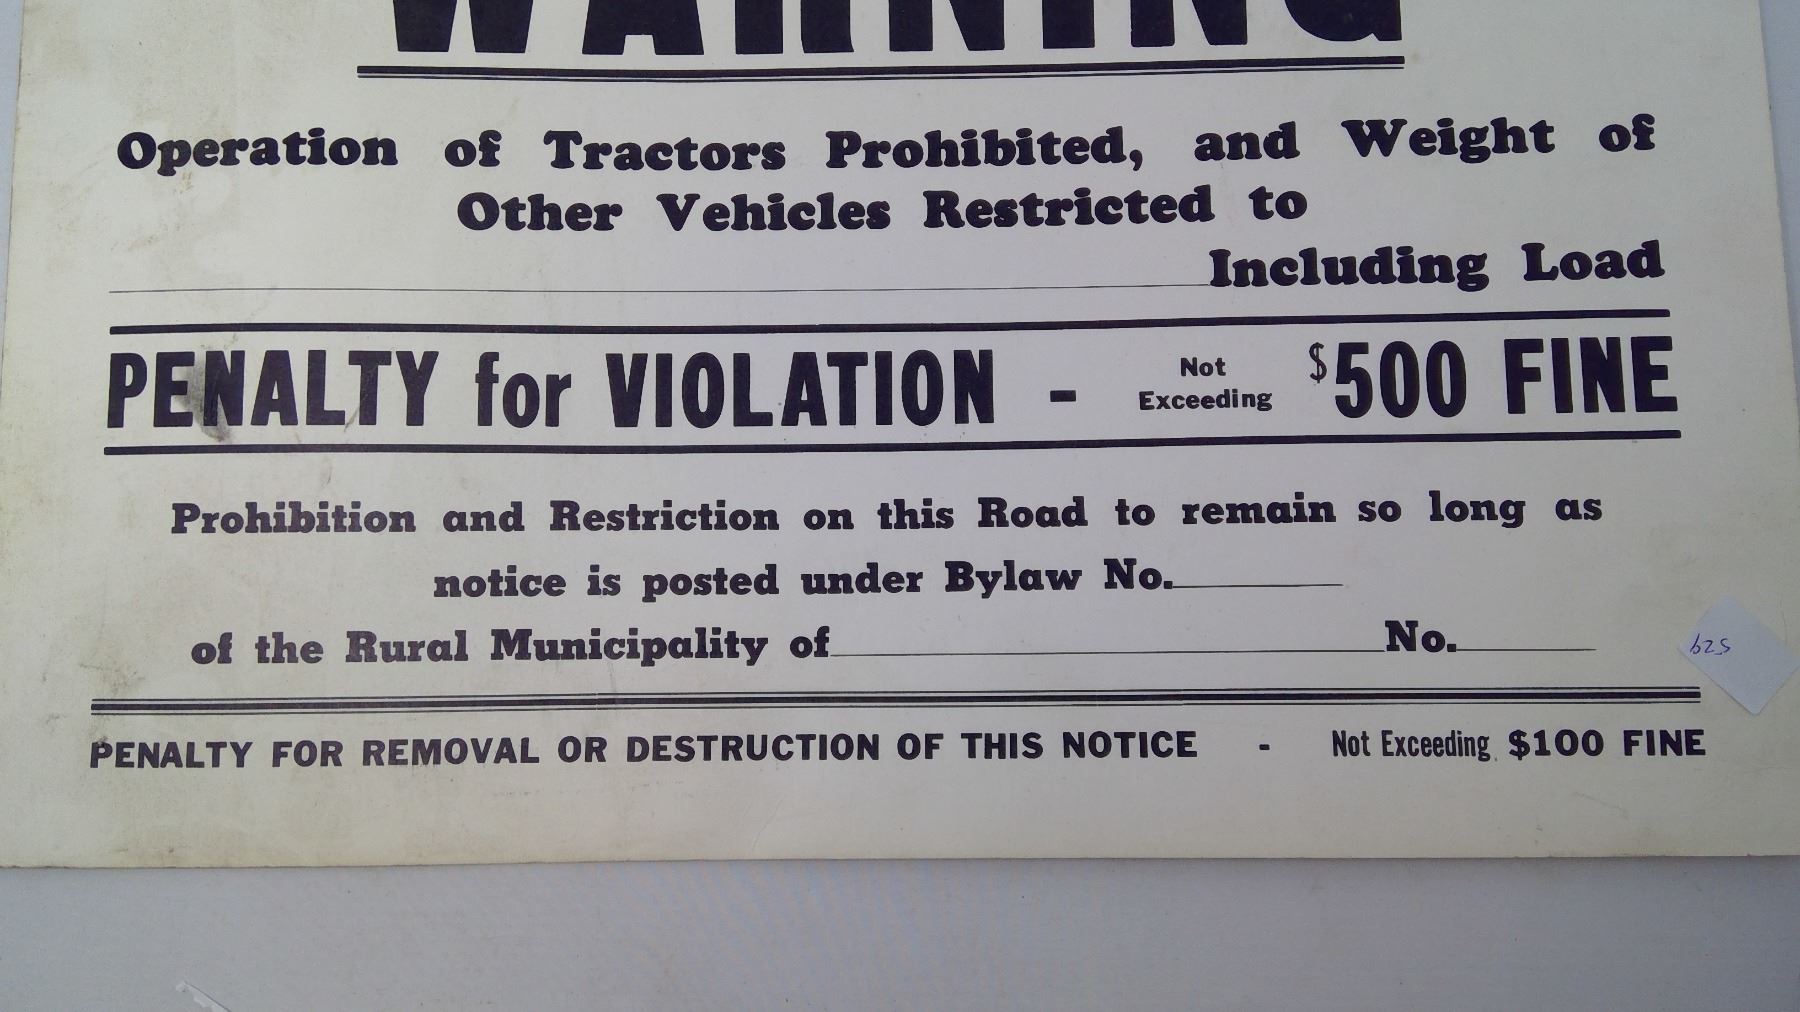 WARNING
Operation of Tractors Prohibited, and Weight of
Other Vehicles Restricted to
Including Load
PENALTY for VIOLATION - Not Exceeding $500 FINE
Prohibition and Restriction on this Road to remain so long as
notice is posted under Bylaw No.
of the Rural Municipality of No.
PENALTY FOR REMOVAL OR DESTRUCTION OF THIS NOTICE - Not Exceeding $100 FINE